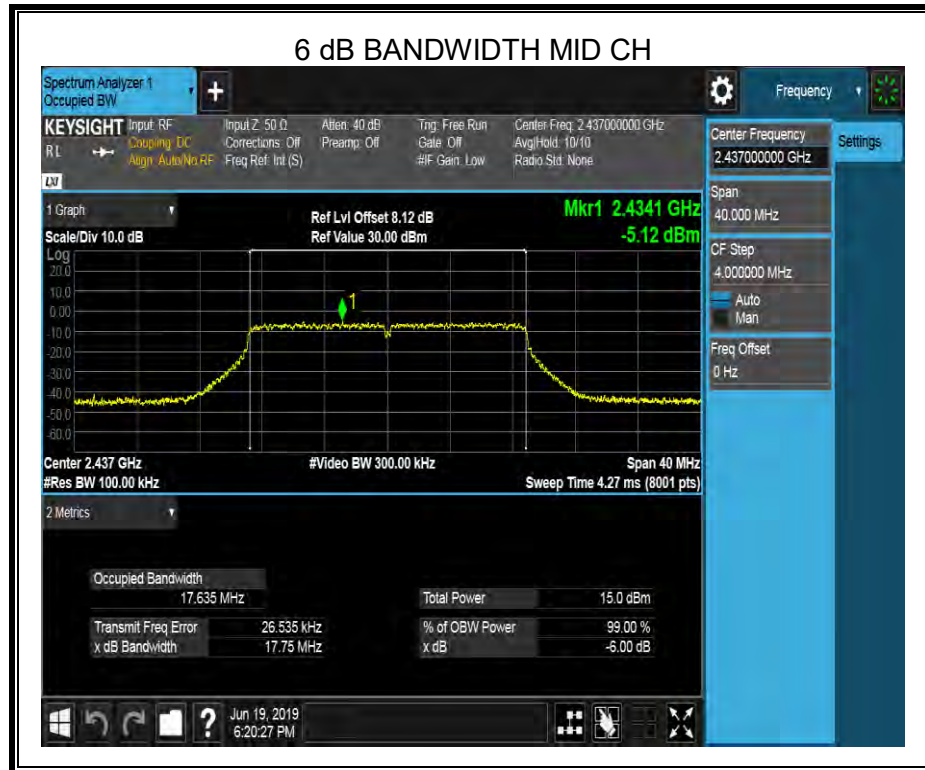 6 dB BANDWIDTH MID CH
Spectrum Analyzer 1
Occupied BW
+
Frequency
KEYSIGHT
RL
LXI
Input: RF
Coupling: DC
Align: Auto/No RF
Input Z: 50 Ω
Corrections: Off
Freq Ref: Int (S)
Atten: 40 dB
Preamp: Off
Trig: Free Run
Gate: Off
#IF Gain: Low
Center Freq: 2.437000000 GHz
Avg|Hold: 10/10
Radio Std: None
Center Frequency
2.437000000 GHz
Settings
Span
40.000 MHz
CF Step
4.000000 MHz
Auto
Man
Freq Offset
0 Hz
1 Graph
Scale/Div 10.0 dB
Ref Lvl Offset 8.12 dB
Ref Value 30.00 dBm
Mkr1 2.4341 GHz
-5.12 dBm
Log
20.0
10.0
0.00
-10.0
-20.0
-30.0
-40.0
-50.0
-60.0
1
Center 2.437 GHz
#Video BW 300.00 kHz
Span 40 MHz
#Res BW 100.00 kHz
Sweep Time 4.27 ms (8001 pts)
2 Metrics
Occupied Bandwidth
17.635 MHz
Total Power 15.0 dBm
Transmit Freq Error 26.535 kHz
% of OBW Power 99.00 %
x dB Bandwidth 17.75 MHz
x dB -6.00 dB
?
Jun 19, 2019
6:20:27 PM